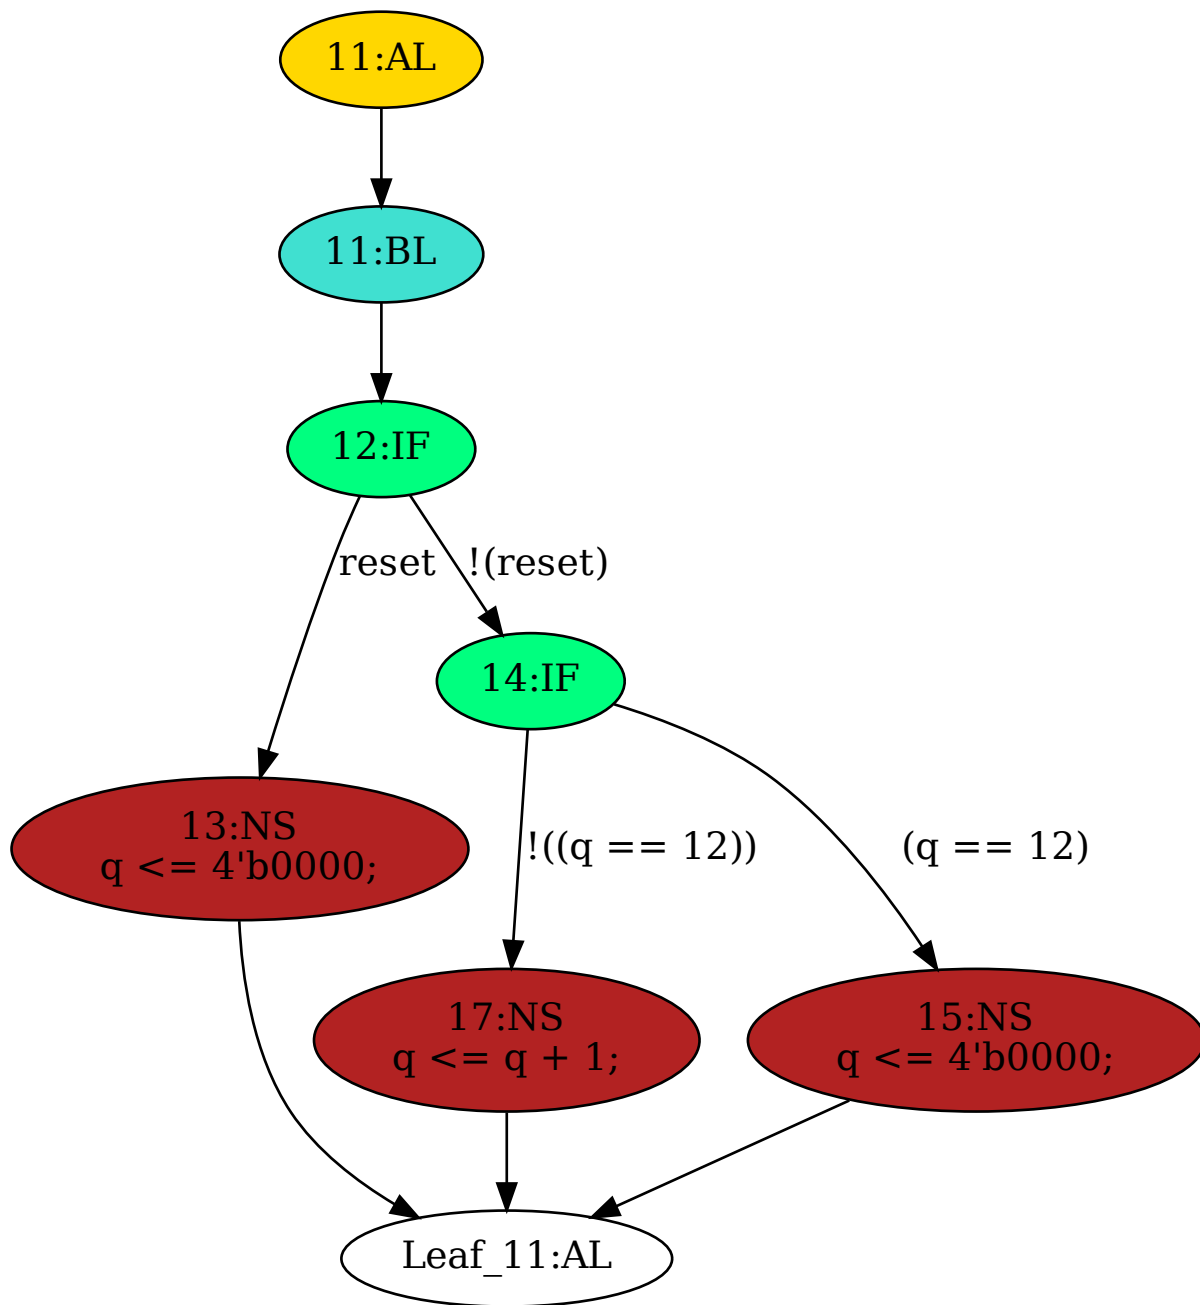 11:AL
11:BL
12:IF
reset
!(reset)
14:IF
13:NS
q <= 4'b0000;
!((q == 12))
(q == 12)
17:NS
q <= q + 1;
15:NS
q <= 4'b0000;
Leaf_11:AL